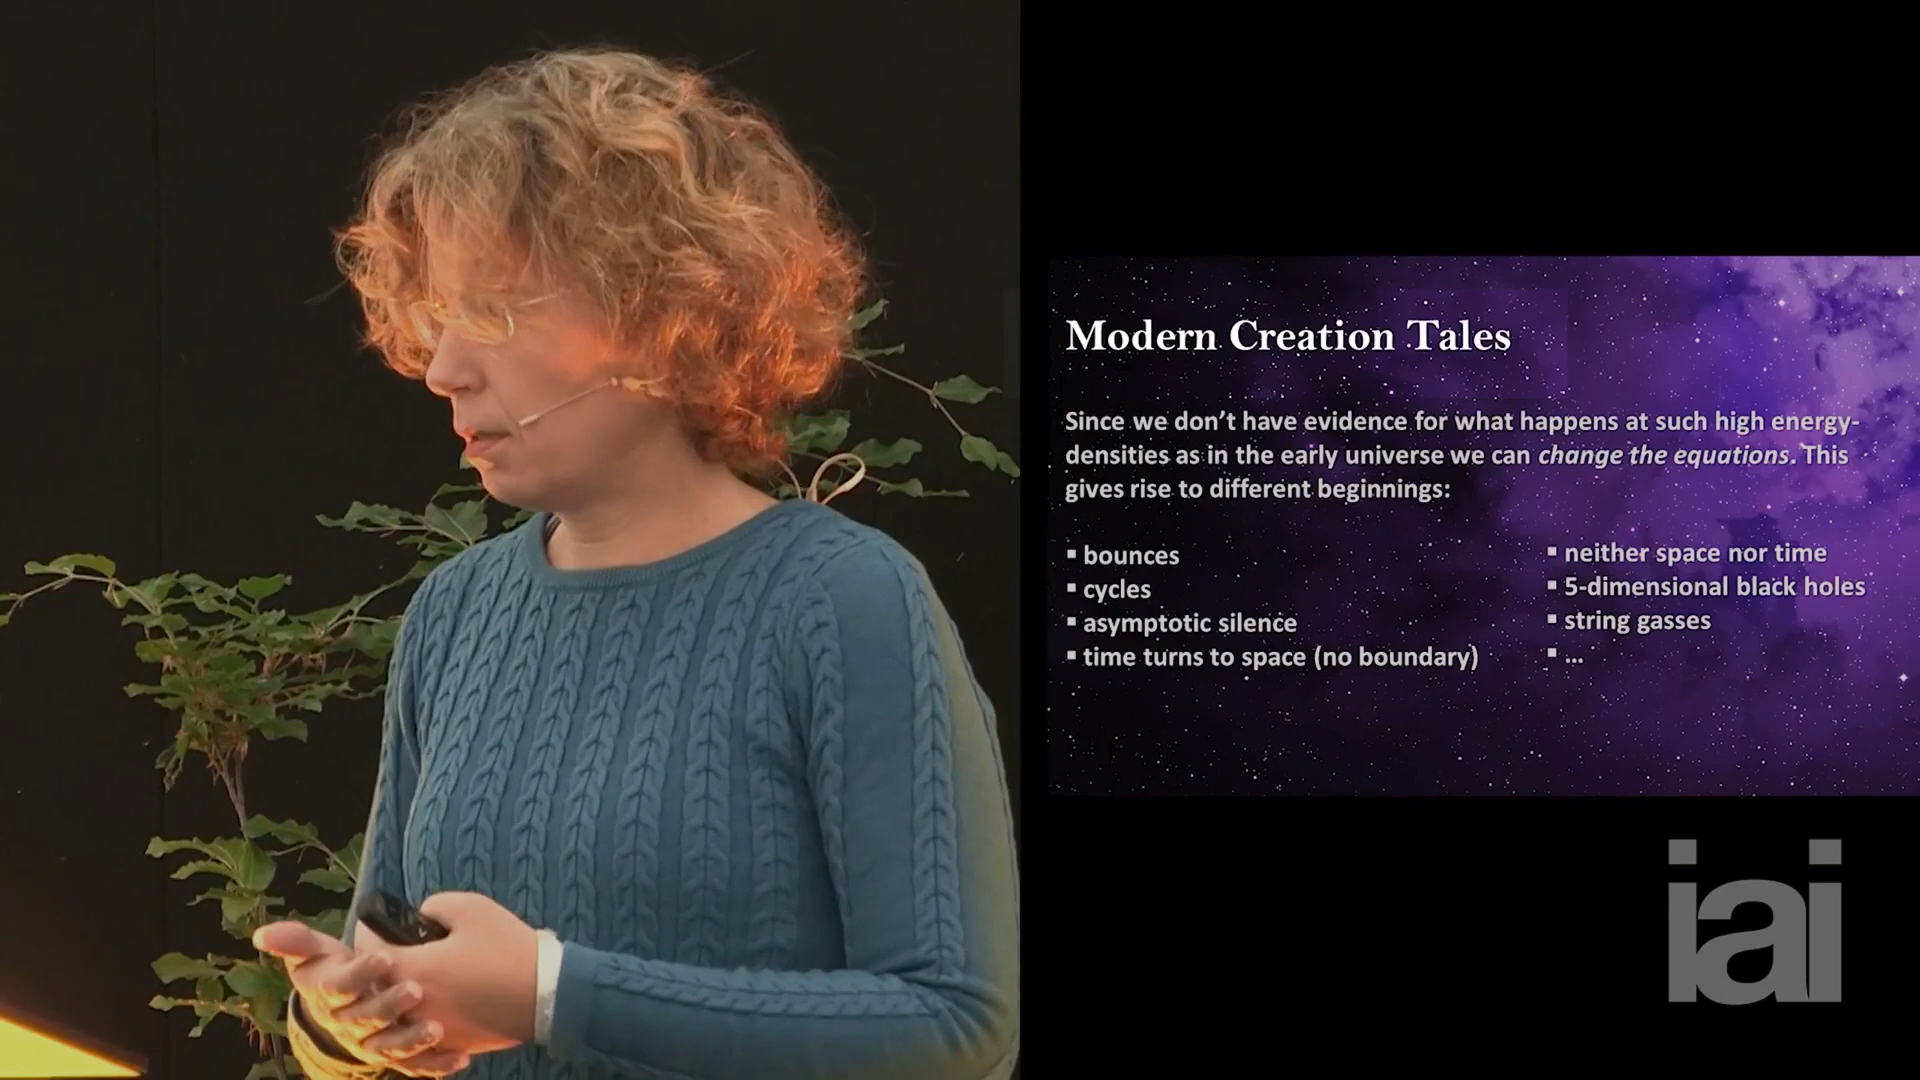 Modern Creation Tales
Since we don’t have evidence for what happens at such high energy-
densities as in the early universe we can change the equations. This
gives rise to different beginnings:
▪ bounces
▪ cycles
▪ asymptotic silence
▪ time turns to space (no boundary)
▪ neither space nor time
▪ 5-dimensional black holes
▪ string gasses
▪ ...
iai